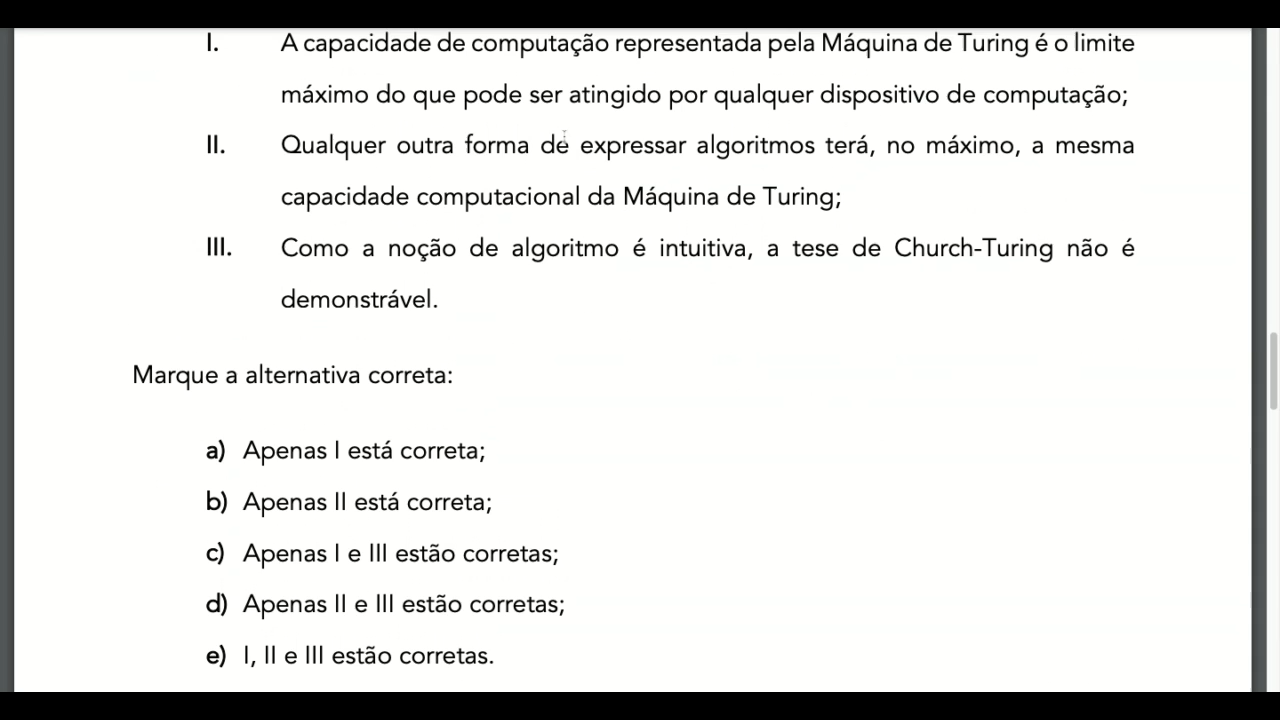 I. A capacidade de computação representada pela Máquina de Turing é o limite
máximo do que pode ser atingido por qualquer dispositivo de computação;
II. Qualquer outra forma de expressar algoritmos terá, no máximo, a mesma
capacidade computacional da Máquina de Turing;
III. Como a noção de algoritmo é intuitiva, a tese de Church-Turing não é
demonstrável.
Marque a alternativa correta:
a) Apenas I está correta;
b) Apenas II está correta;
c) Apenas I e III estão corretas;
d) Apenas II e III estão corretas;
e) I, II e III estão corretas.